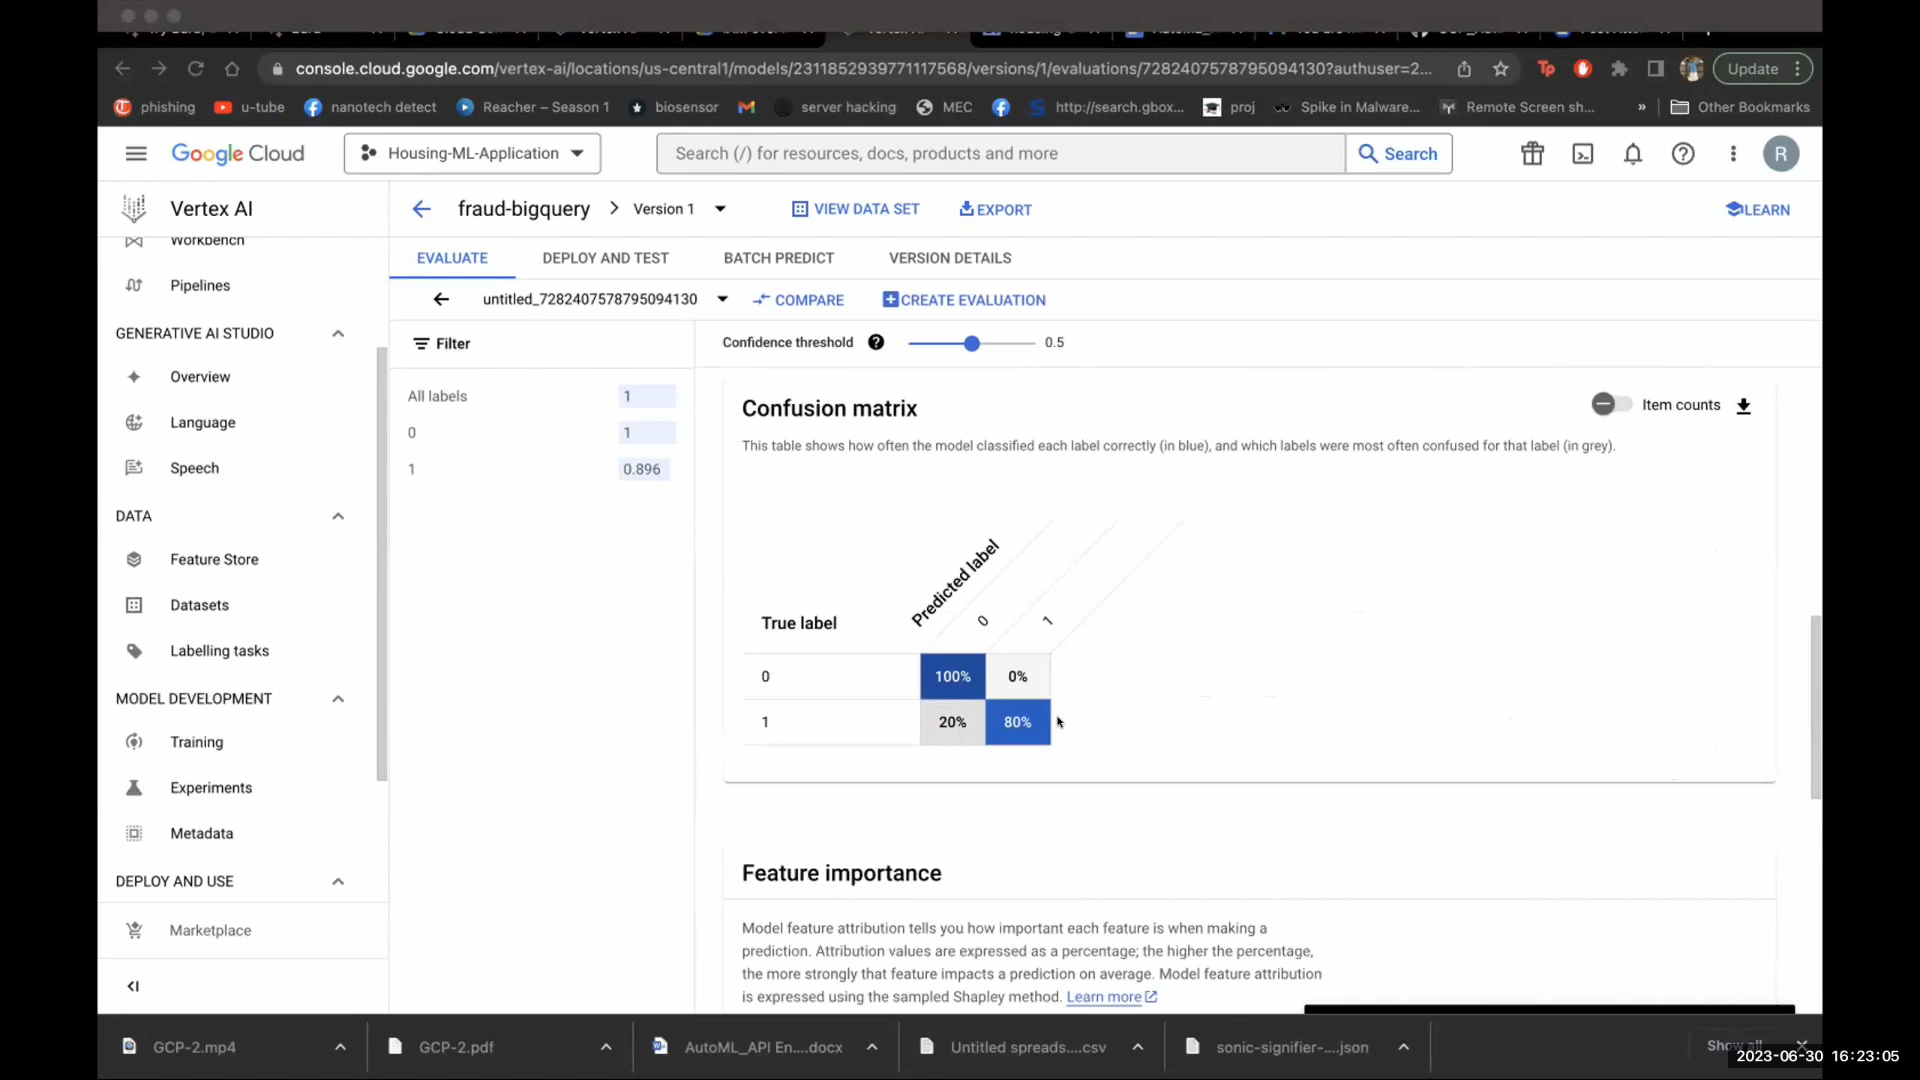 console.cloud.google.com/vertex-ai/locations/us-central1/models/2311852939771117568/versions/1/evaluations/7282407578795094130?authuser=2...
Update
phishing
u-tube
nanotech detect
Reacher – Season 1
biosensor
server hacking
MEC
http://search.gbox...
proj
Spike in Malware...
Remote Screen sh...
»
Other Bookmarks
Google Cloud
Housing-ML-Application
Search (/) for resources, docs, products and more
Search
R
Vertex AI
fraud-bigquery
Version 1
VIEW DATA SET
EXPORT
LEARN
Workbench
Pipelines
GENERATIVE AI STUDIO
Overview
Language
Speech
DATA
Feature Store
Datasets
Labelling tasks
MODEL DEVELOPMENT
Training
Experiments
Metadata
DEPLOY AND USE
Marketplace
EVALUATE
DEPLOY AND TEST
BATCH PREDICT
VERSION DETAILS
untitled_7282407578795094130
COMPARE
CREATE EVALUATION
Filter
All labels 1
0 1
1 0.896
Confidence threshold
0.5
Confusion matrix
Item counts
This table shows how often the model classified each label correctly (in blue), and which labels were most often confused for that label (in grey).
Predicted label
True label
0 1
0 100% 0%
1 20% 80%
Feature importance
Model feature attribution tells you how important each feature is when making a
prediction. Attribution values are expressed as a percentage; the higher the percentage,
the more strongly that feature impacts a prediction on average. Model feature attribution
is expressed using the sampled Shapley method. Learn more
GCP-2.mp4
GCP-2.pdf
AutoML_API En....docx
Untitled spreads....csv
sonic-signifier-....json
Show all
2023-06-30 16:23:05